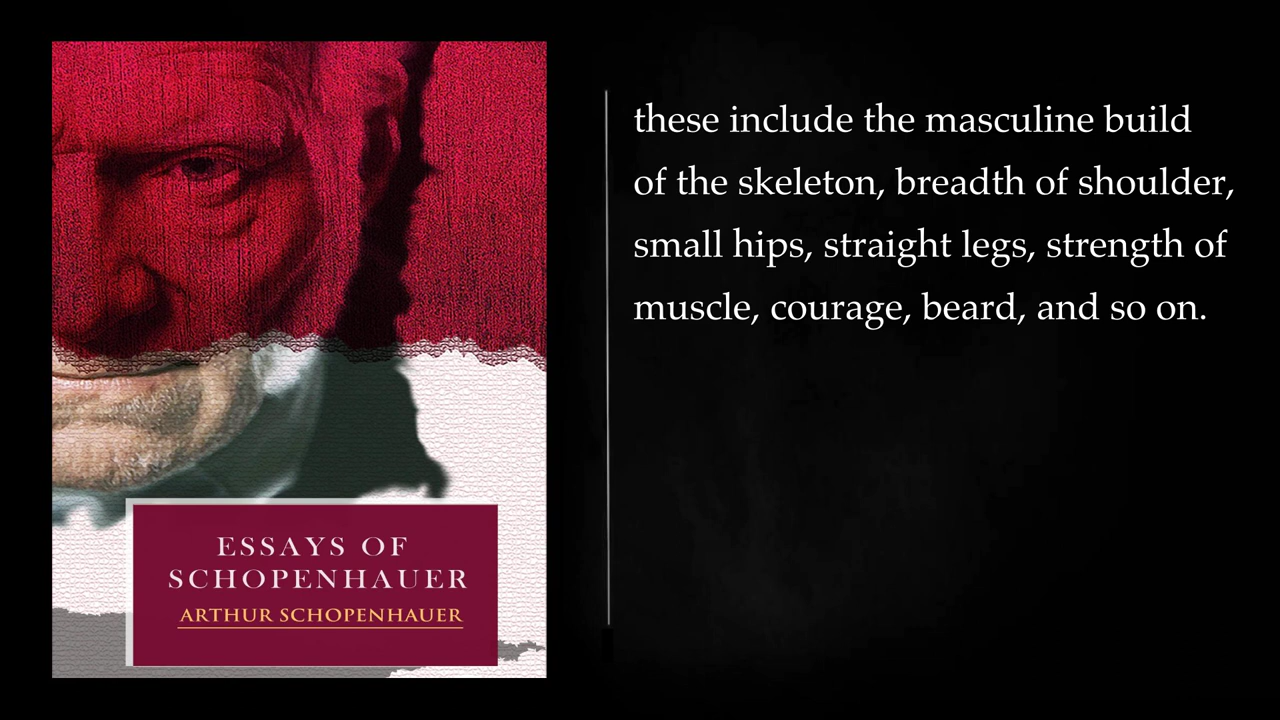 ESSAYS OF
SCHOPENHAUER
ARTHUR SCHOPENHAUER
these include the masculine build
of the skeleton, breadth of shoulder,
small hips, straight legs, strength of
muscle, courage, beard, and so on.